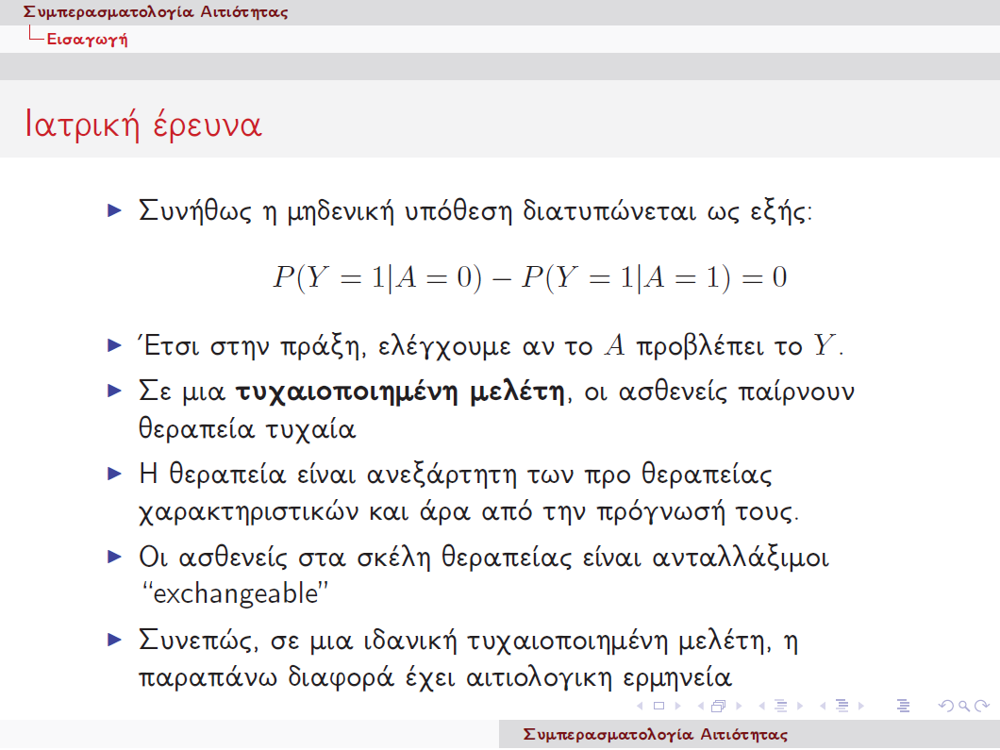 Συμπερασματολογία Αιτιότητας
Εισαγωγή
Ιατρική έρευνα
Συνήθως η μηδενική υπόθεση διατυπώνεται ως εξής:
P(Y = 1|A = 0) − P(Y = 1|A = 1) = 0
Έτσι στην πράξη, ελέγχουμε αν το A προβλέπει το Y.
Σε μια τυχαιοποιημένη μελέτη, οι ασθενείς παίρνουν
θεραπεία τυχαία
Η θεραπεία είναι ανεξάρτητη των προ θεραπείας
χαρακτηριστικών και άρα από την πρόγνωσή τους.
Οι ασθενείς στα σκέλη θεραπείας είναι ανταλλάξιμοι
“exchangeable”
Συνεπώς, σε μια ιδανική τυχαιοποιημένη μελέτη, η
παραπάνω διαφορά έχει αιτιολογικη ερμηνεία
Συμπερασματολογία Αιτιότητας